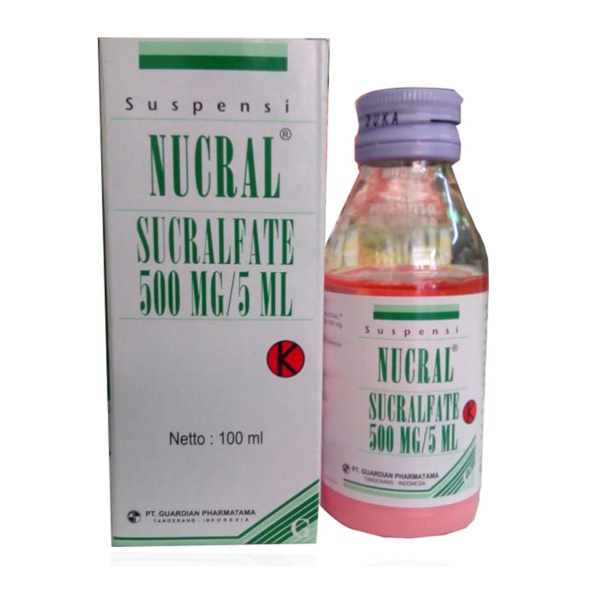 Suspensi
NUCRAL®
SUCRALFATE
500 MG/5 ML
K
Netto : 100 ml
PT. GUARDIAN PHARMATAMA
TANGERANG - INDONESIA
G
BUKA
Suspensi
NUCRAL®
SUCRALFATE
500 MG/5 ML
K
PT. GUARDIAN PHARMATAMA
TANGERANG - INDONESIA